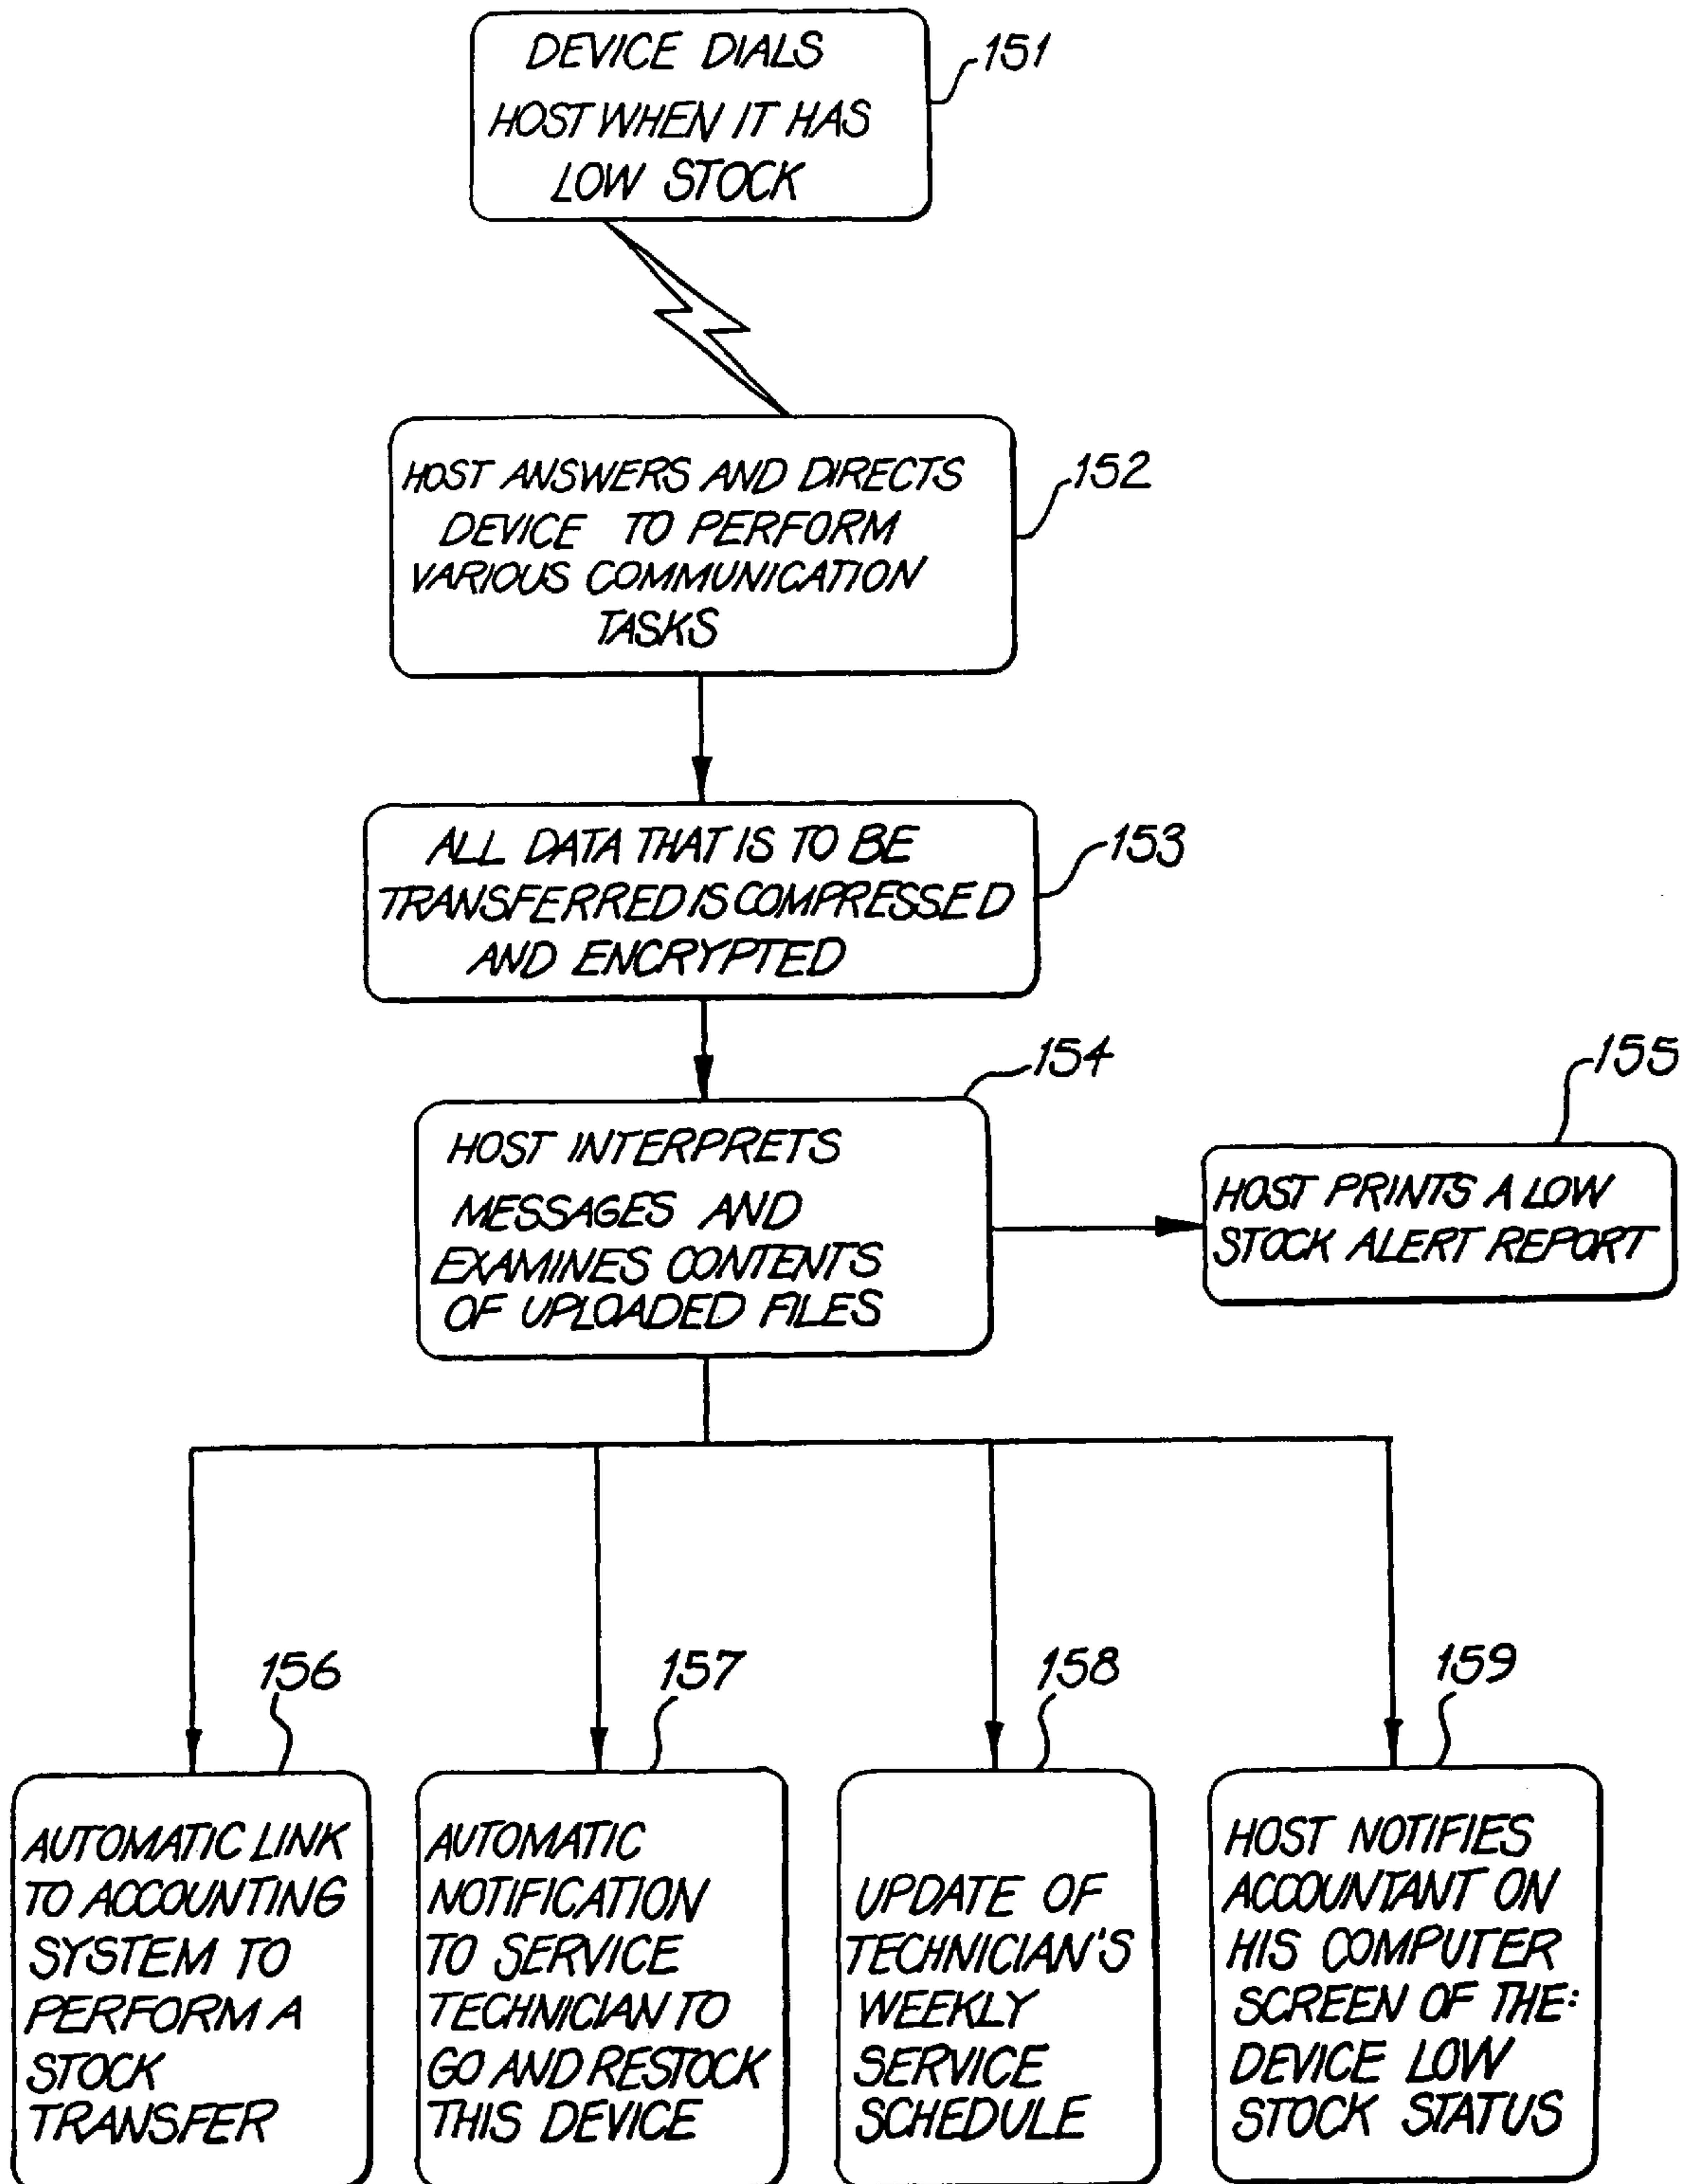 DEVICE DIALS
HOST WHEN IT HAS
LOW STOCK
151
HOST ANSWERS AND DIRECTS
DEVICE TO PERFORM
VARIOUS COMMUNICATION
TASKS
152
ALL DATA THAT IS TO BE
TRANSFERRED IS COMPRESSED
AND ENCRYPTED
153
154
HOST INTERPRETS
MESSAGES AND
EXAMINES CONTENTS
OF UPLOADED FILES
155
HOST PRINTS A LOW
STOCK ALERT REPORT
156
AUTOMATIC LINK
TO ACCOUNTING
SYSTEM TO
PERFORM A
STOCK
TRANSFER
157
AUTOMATIC
NOTIFICATION
TO SERVICE
TECHNICIAN TO
GO AND RESTOCK
THIS DEVICE
158
UPDATE OF
TECHNICIAN'S
WEEKLY
SERVICE
SCHEDULE
159
HOST NOTIFIES
ACCOUNTANT ON
HIS COMPUTER
SCREEN OF THE:
DEVICE LOW
STOCK STATUS